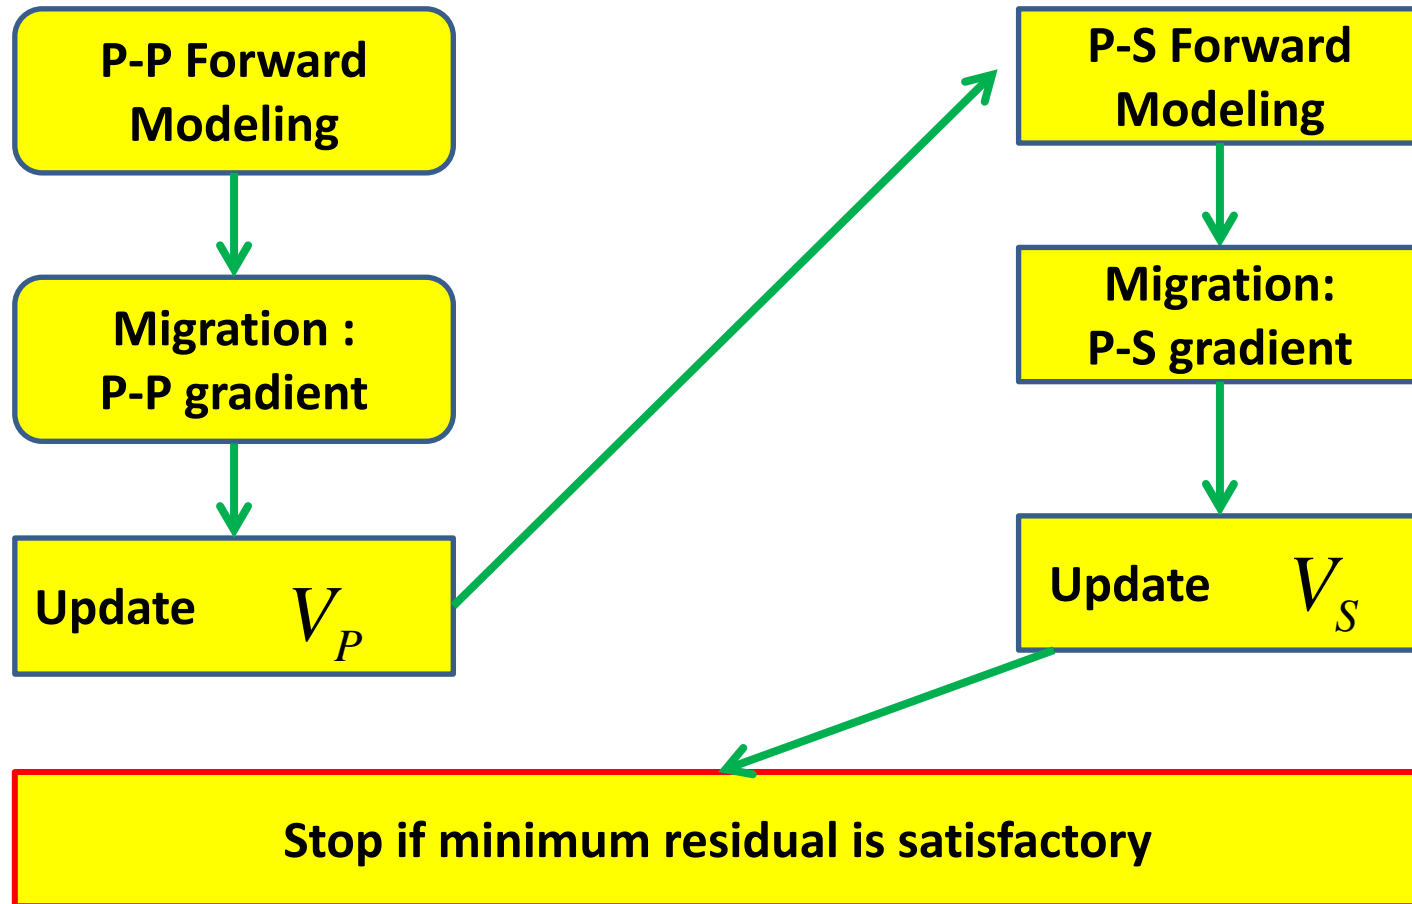 P-P Forward
Modeling
Migration :
P-P gradient
Update V_P
P-S Forward
Modeling
Migration:
P-S gradient
Update V_S
Stop if minimum residual is satisfactory